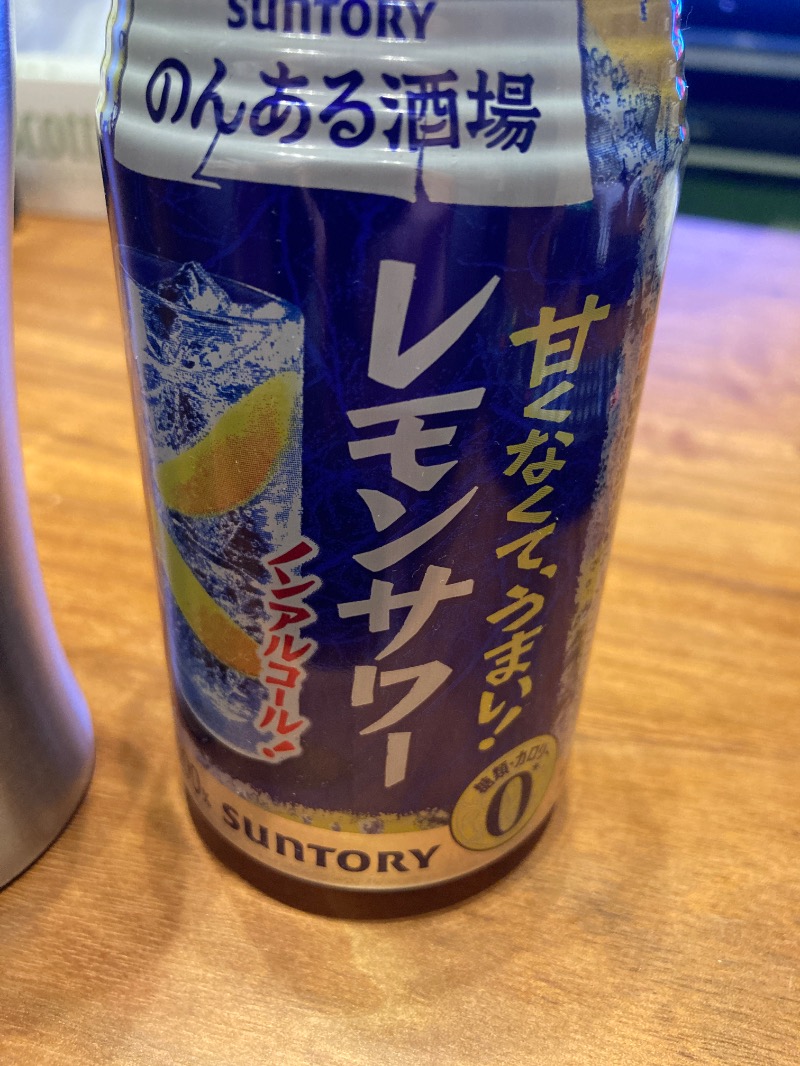 SUNTORY
のんある酒場
レモンサワー
甘くなくて、うまい!
ノンアルコール!
糖類・カロリー
0*
SUNTORY